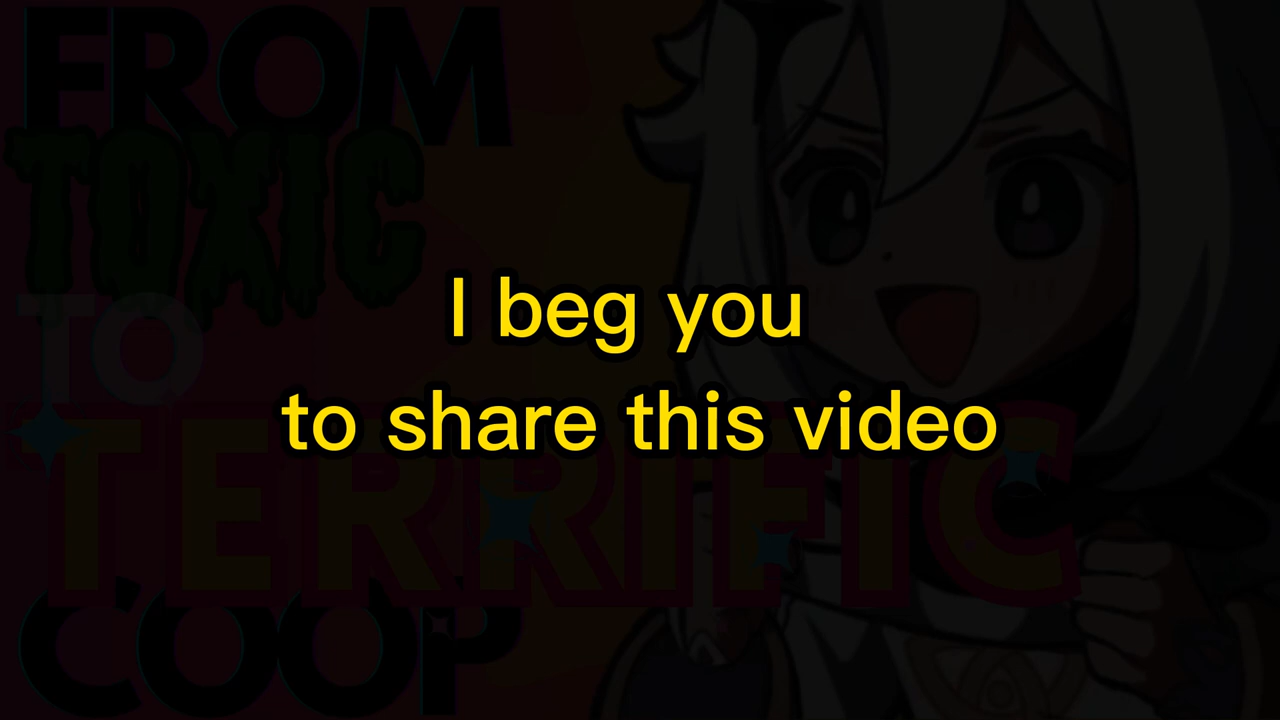 FROM
TOXIC
TO
I beg you
to share this video
TERRIFIC
COOP